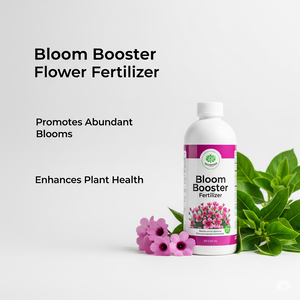 Bloom Booster
Flower Fertilizer
Promotes Abundant
Blooms
Enhances Plant Health
Bloom
Booster
Fertilizer